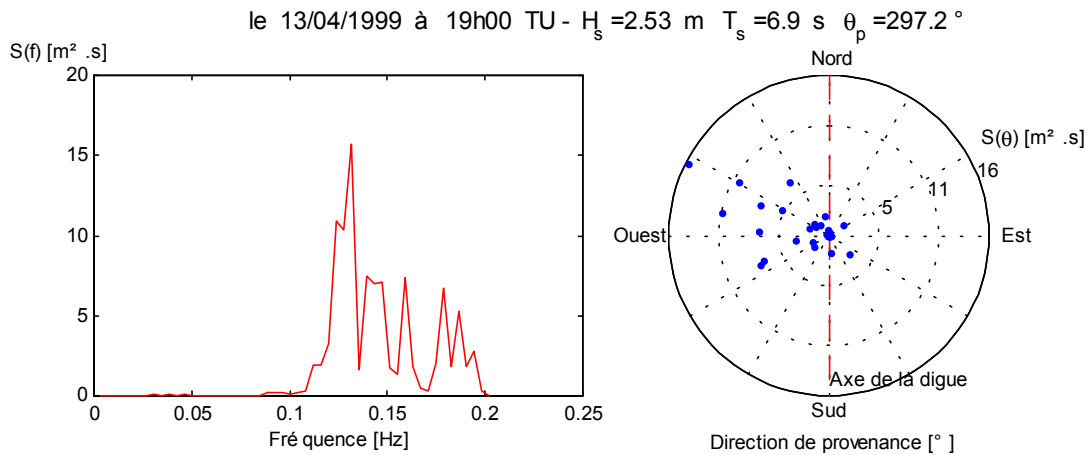 le 13/04/1999 à 19h00 TU - Hs =2.53 m Ts =6.9 s θp =297.2 °
S(f) [m² .s]
20
15
10
5
0
0.05
0.1
0.15
0.2
0.25
Fré quence [Hz]
Nord
S(θ) [m² .s]
16
11
5
Ouest
Est
Axe de là digue
Sud
Direction de provenance [° ]